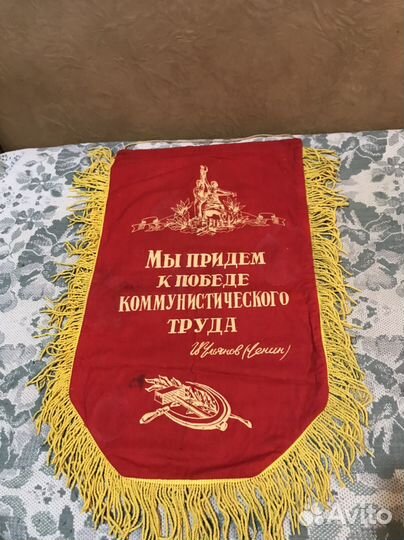 Мы придем
к победе
коммунистического
труда
В Ульянов (Ленин)
Avito